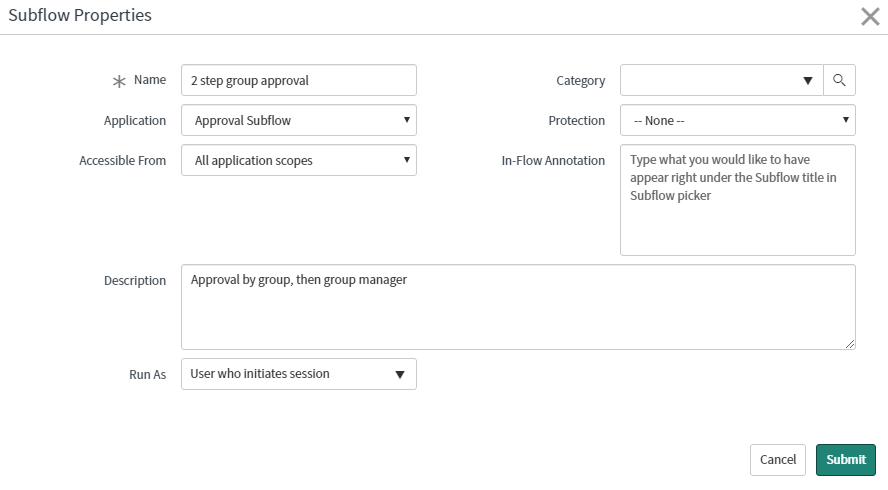 Subflow Properties
Name
2 step group approval
Category
Application
Approval Subflow
Protection
-- None --
Accessible From
All application scopes
In-Flow Annotation
Type what you would like to have
appear right under the Subflow title in
Subflow picker
Description
Approval by group, then group manager
Run As
User who initiates session
Cancel
Submit